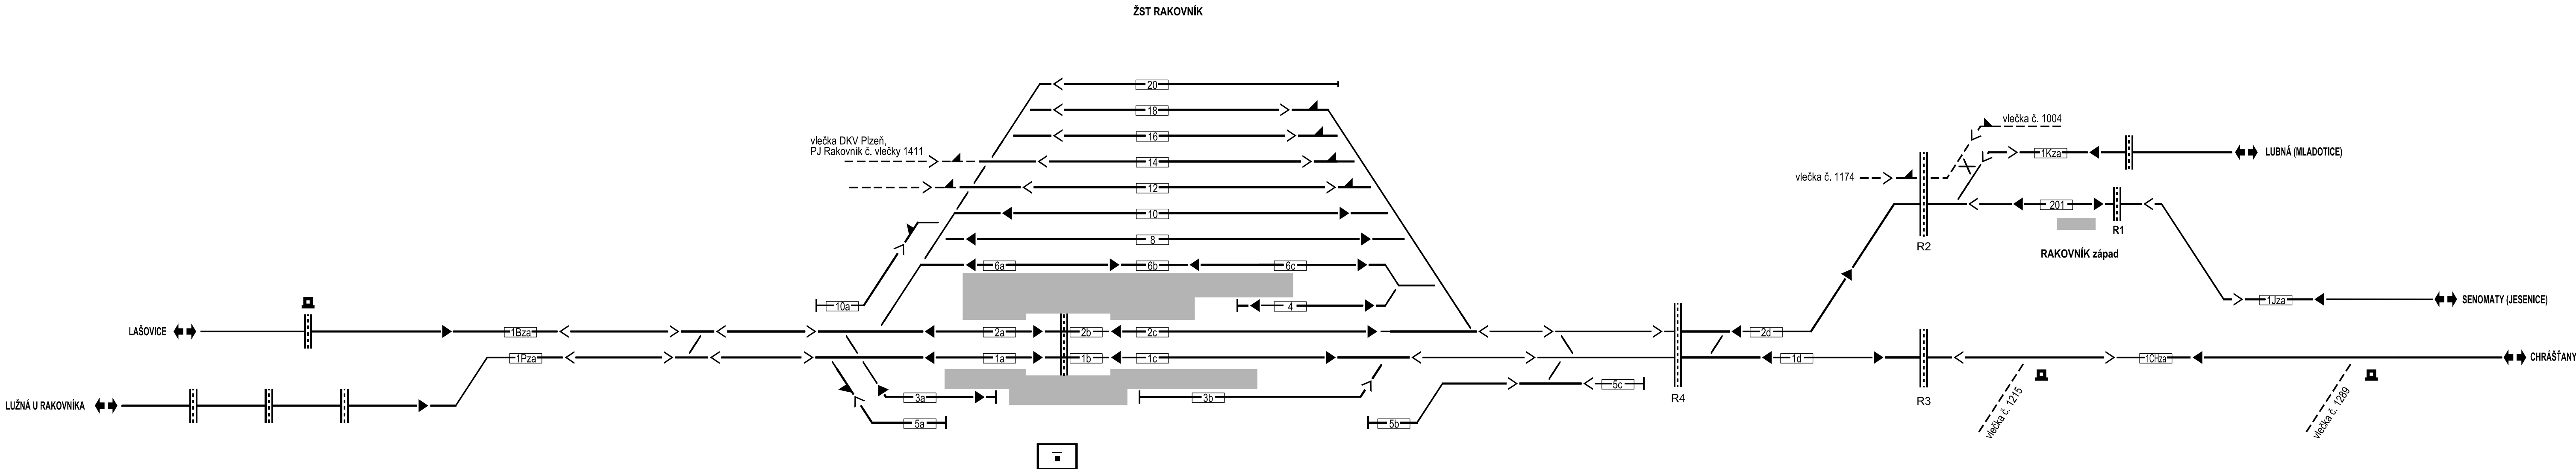 ŽST RAKOVNÍK
20
18
16
vlečka DKV Plzeň,
PJ Rakovník č. vlečky 1411
14
12
10
8
6a
6b
6c
10a
4
LAŠOVICE
1Bza
2a
2b
2c
2d
1Pza
1a
1b
1c
1d
LUŽNÁ U RAKOVNÍKA
3a
3b
5a
5b
5c
R4
vlečka č. 1004
1Kza
LUBNÁ (MLADOTICE)
vlečka č. 1174
201
R1
R2
RAKOVNÍK západ
1Jza
SENOMATY (JESENICE)
1CHza
CHRÁŠŤANY
R3
vlečka č. 1215
vlečka č. 1289